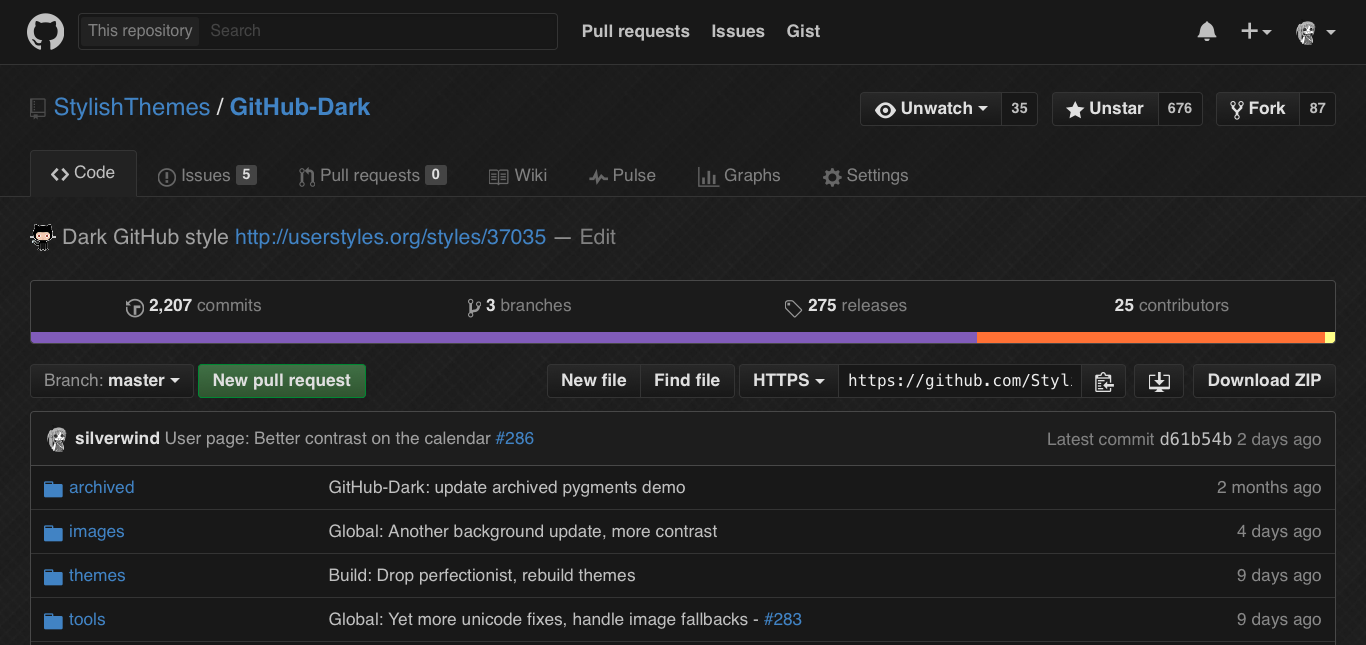 This repository Search Pull requests Issues Gist
StylishThemes / GitHub-Dark Unwatch 35 Unstar 676 Fork 87
Code Issues 5 Pull requests 0 Wiki Pulse Graphs Settings
Dark GitHub style http://userstyles.org/styles/37035 — Edit
2,207 commits 3 branches 275 releases 25 contributors
Branch: master New pull request New file Find file HTTPS https://github.com/Styl Download ZIP
silverwind User page: Better contrast on the calendar #286 Latest commit d61b54b 2 days ago
archived GitHub-Dark: update archived pygments demo 2 months ago
images Global: Another background update, more contrast 4 days ago
themes Build: Drop perfectionist, rebuild themes 9 days ago
tools Global: Yet more unicode fixes, handle image fallbacks - #283 9 days ago